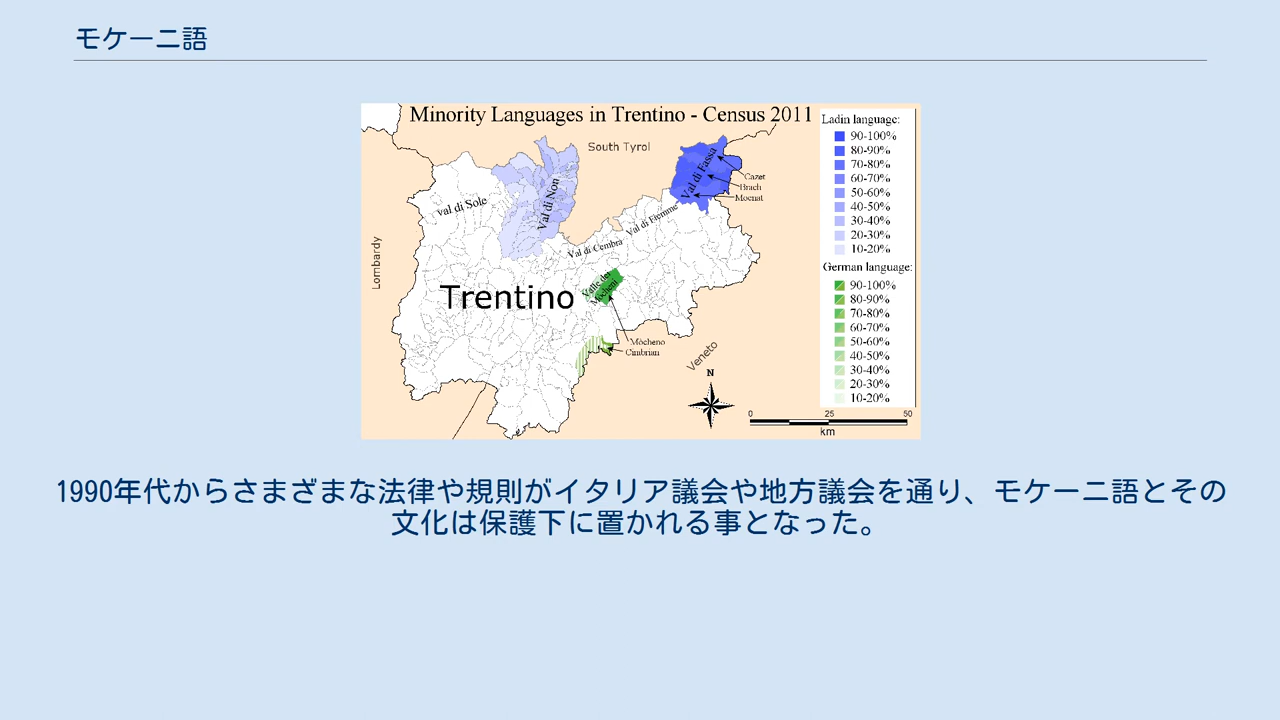 モケーニ語
Minority Languages in Trentino - Census 2011
South Tyrol
Lombardy
val di Sole
Val di Non
Val di Fassa
Cazet
Brach
Moenat
Val di Fiemme
Val di Cembra
Trentino
Valle dei
Mocheni
Mócheno
Cimbrian
Veneto
N
0 25 50
km
Ladin language:
90-100%
80-90%
70-80%
60-70%
50-60%
40-50%
30-40%
20-30%
10-20%
German language:
90-100%
80-90%
70-80%
60-70%
50-60%
40-50%
30-40%
20-30%
10-20%
1990年代からさまざまな法律や規則がイタリア議会や地方議会を通り、モケーニ語とその
文化は保護下に置かれる事となった。